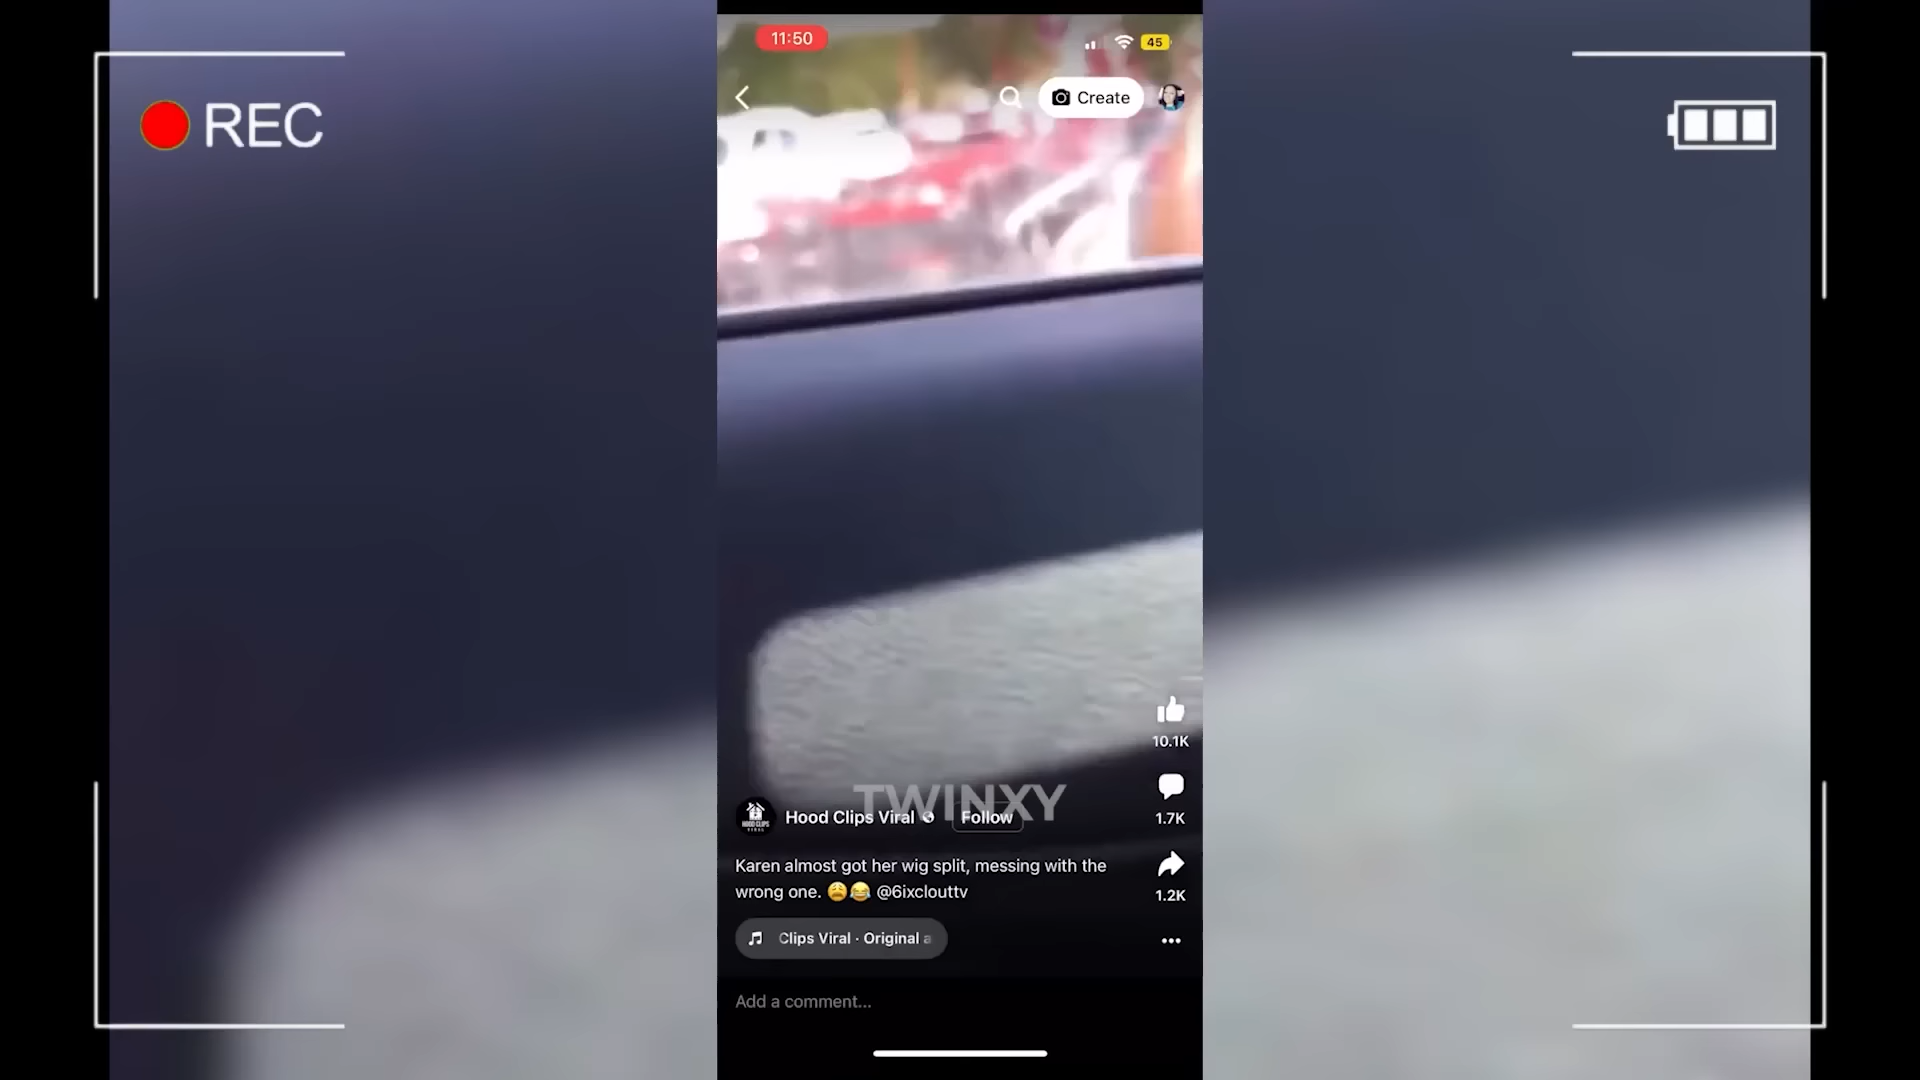 REC
11:50
45
Create
10.1K
TWINXY
Hood Clips Viral
Follow
1.7K
Karen almost got her wig split, messing with the
wrong one. 😩😂 @6ixclouttv
1.2K
Clips Viral · Original a
Add a comment...